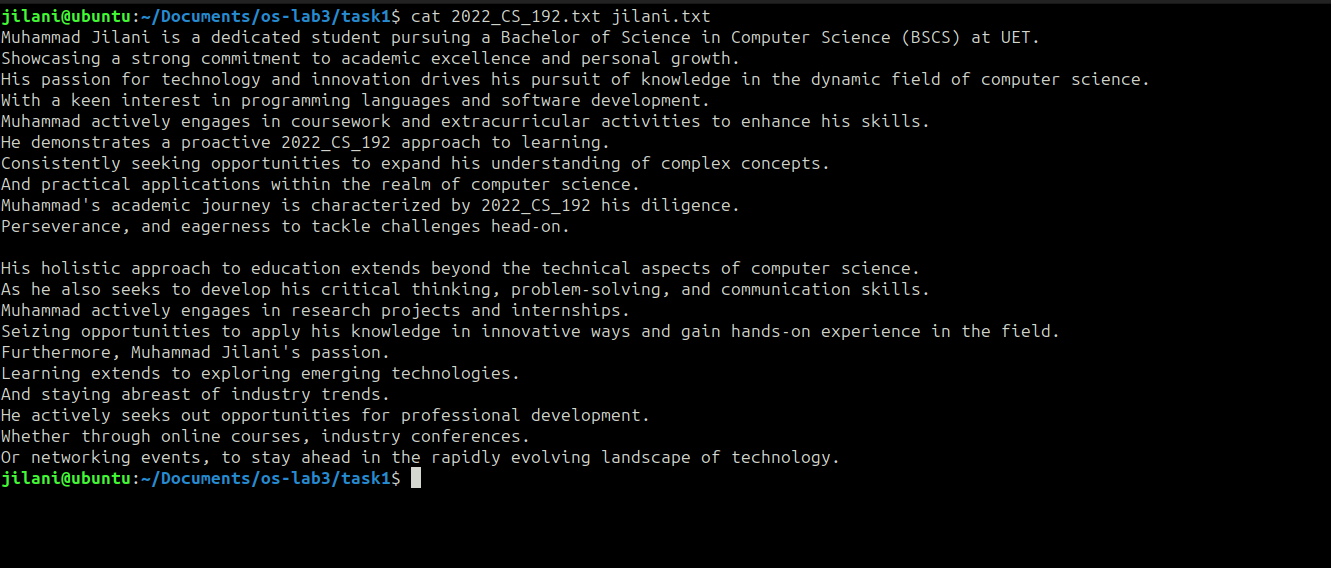 jilani@ubuntu:~/Documents/os-lab3/task1$ cat 2022_CS_192.txt jilani.txt
Muhammad Jilani is a dedicated student pursuing a Bachelor of Science in Computer Science (BSCS) at UET.
Showcasing a strong commitment to academic excellence and personal growth.
His passion for technology and innovation drives his pursuit of knowledge in the dynamic field of computer science.
With a keen interest in programming languages and software development.
Muhammad actively engages in coursework and extracurricular activities to enhance his skills.
He demonstrates a proactive 2022_CS_192 approach to learning.
Consistently seeking opportunities to expand his understanding of complex concepts.
And practical applications within the realm of computer science.
Muhammad's academic journey is characterized by 2022_CS_192 his diligence.
Perseverance, and eagerness to tackle challenges head-on.

His holistic approach to education extends beyond the technical aspects of computer science.
As he also seeks to develop his critical thinking, problem-solving, and communication skills.
Muhammad actively engages in research projects and internships.
Seizing opportunities to apply his knowledge in innovative ways and gain hands-on experience in the field.
Furthermore, Muhammad Jilani's passion.
Learning extends to exploring emerging technologies.
And staying abreast of industry trends.
He actively seeks out opportunities for professional development.
Whether through online courses, industry conferences.
Or networking events, to stay ahead in the rapidly evolving landscape of technology.
jilani@ubuntu:~/Documents/os-lab3/task1$